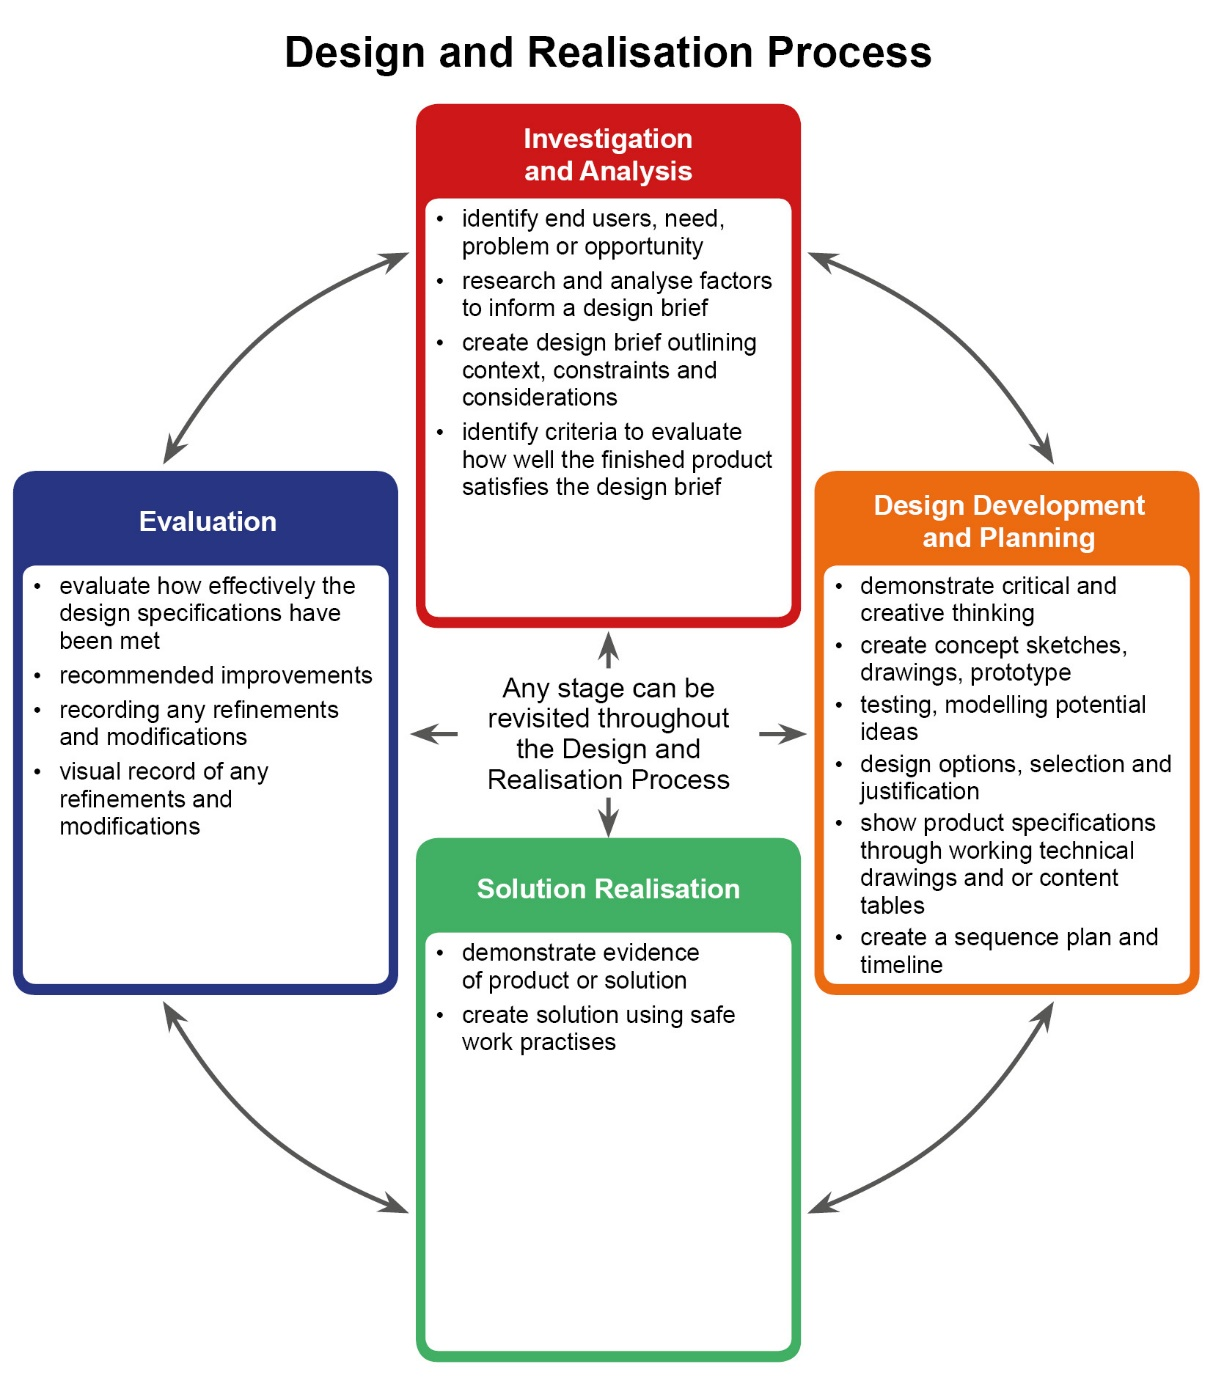 Design and Realisation Process
Investigation
and Analysis
• identify end users, need,
problem or opportunity
• research and analyse factors
to inform a design brief
• create design brief outlining
context, constraints and
considerations
• identify criteria to evaluate
how well the finished product
satisfies the design brief
Evaluation
• evaluate how effectively the
design specifications have
been met
• recommended improvements
• recording any refinements
and modifications
• visual record of any
refinements and
modifications
Any stage can be
revisited throughout
the Design and
Realisation Process
Design Development
and Planning
• demonstrate critical and
creative thinking
• create concept sketches,
drawings, prototype
• testing, modelling potential
ideas
• design options, selection and
justification
• show product specifications
through working technical
drawings and or content
tables
• create a sequence plan and
timeline
Solution Realisation
• demonstrate evidence
of product or solution
• create solution using safe
work practises